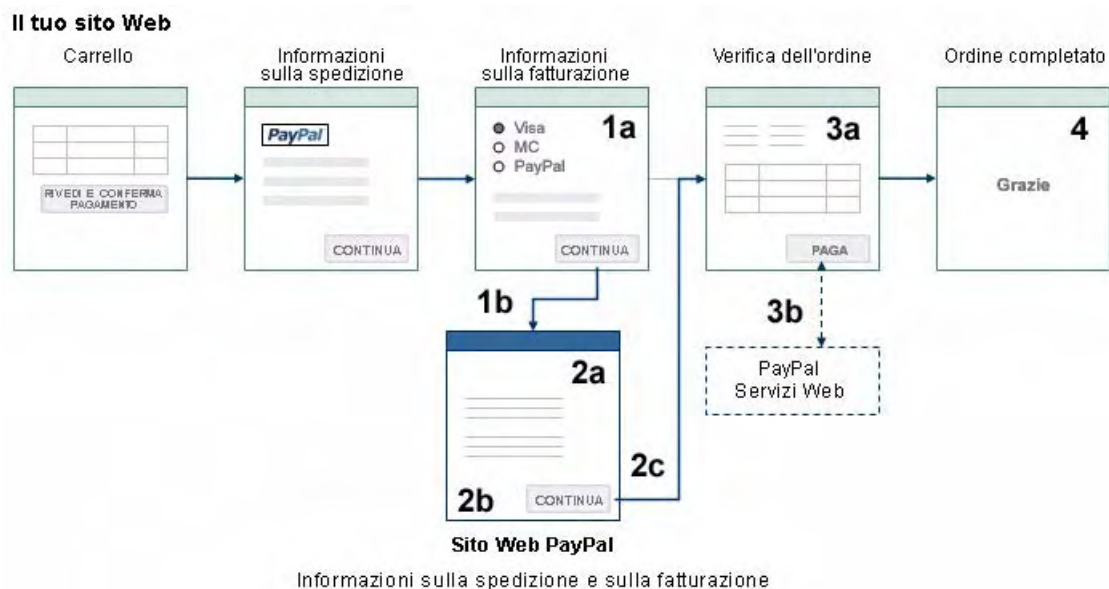 Il tuo sito Web
Carrello
Informazioni
sulla spedizione
Informazioni
sulla fatturazione
Verifica dell'ordine
Ordine completato
RIVEDI E CONFERMA
PAGAMENTO
PayPal
CONTINUA
Visa
MC
PayPal
1a
CONTINUA
3a
PAGA
4
Grazie
1b
3b
2a
PayPal
Servizi Web
2b
CONTINUA
2c
Sito Web PayPal
Informazioni sulla spedizione e sulla fatturazione